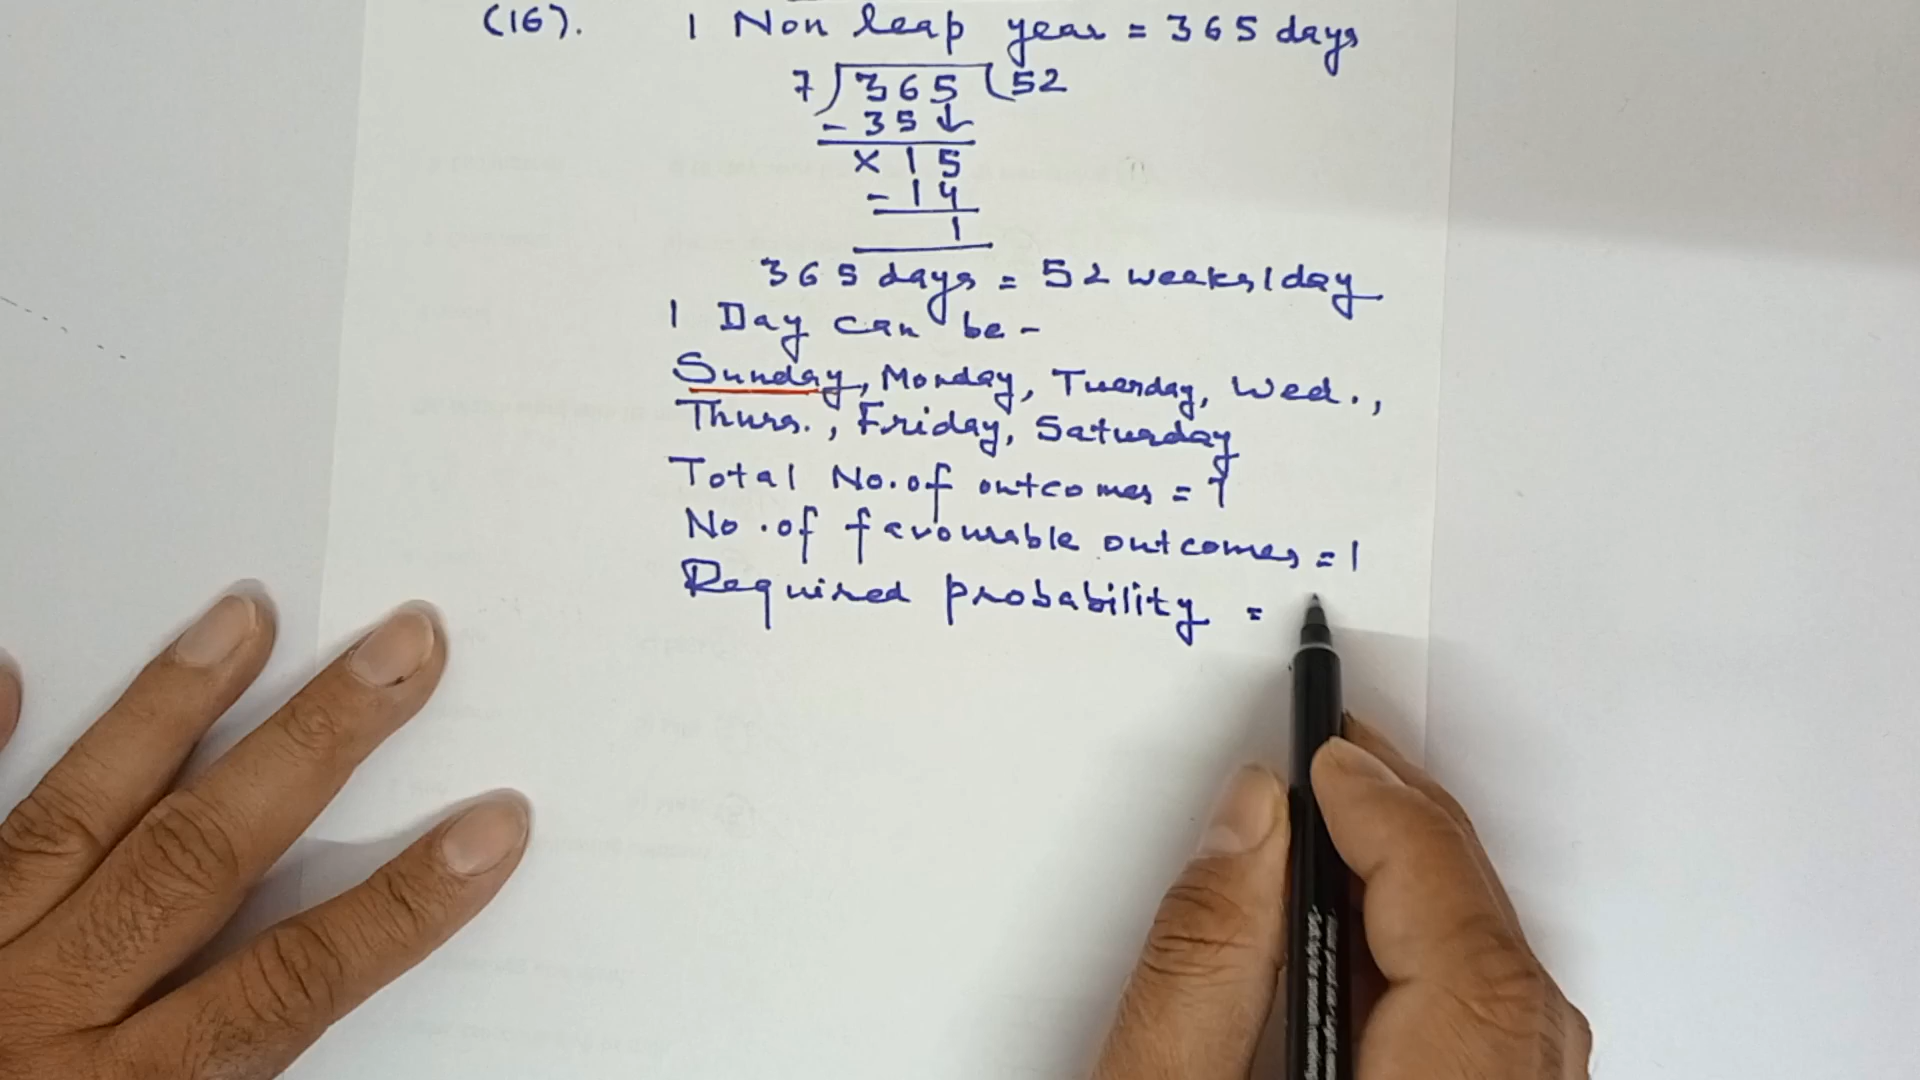 (16). 1 Non leap year = 365 days
7) 365 (52
- 35 ↓
x 15
- 14
1
365 days = 52 weeks 1 day
1 Day can be -
Sunday, Monday, Tuesday, Wed.,
Thurs., Friday, Saturday
Total No. of outcomes = 7
No. of favourable outcomes = 1
Required probability =